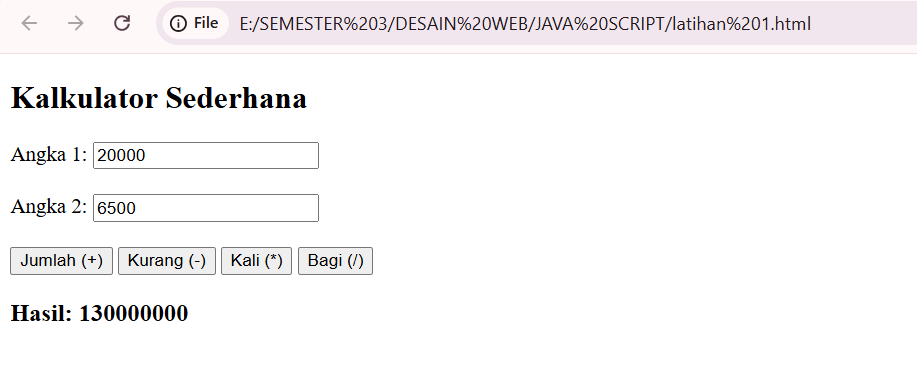 File E:/SEMESTER%203/DESAIN%20WEB/JAVA%20SCRIPT/latihan%201.html
Kalkulator Sederhana
Angka 1: 20000
Angka 2: 6500
Jumlah (+) Kurang (-) Kali (*) Bagi (/)
Hasil: 130000000